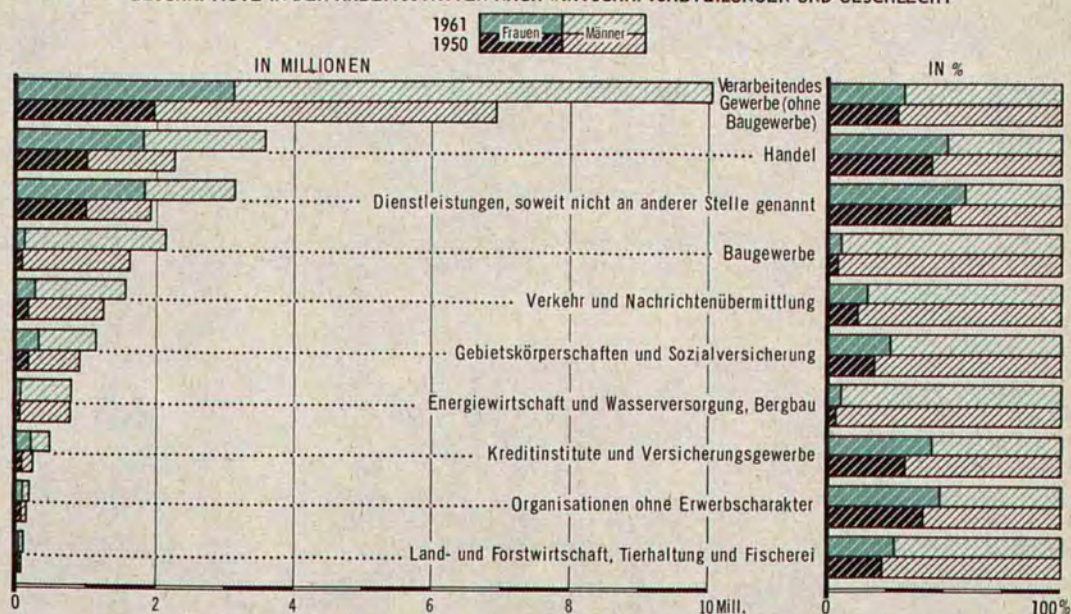 1961
1950
Frauen Männer
IN MILLIONEN
IN %
Verarbeitendes
Gewerbe (ohne
Baugewerbe)
Handel
Dienstleistungen, soweit nicht an anderer Stelle genannt
Baugewerbe
Verkehr und Nachrichtenübermittlung
Gebietskörperschaften und Sozialversicherung
Energiewirtschaft und Wasserversorgung, Bergbau
Kreditinstitute und Versicherungsgewerbe
Organisationen ohne Erwerbscharakter
Land- und Forstwirtschaft, Tierhaltung und Fischerei
0 2 4 6 8 10 Mill.
0 100%